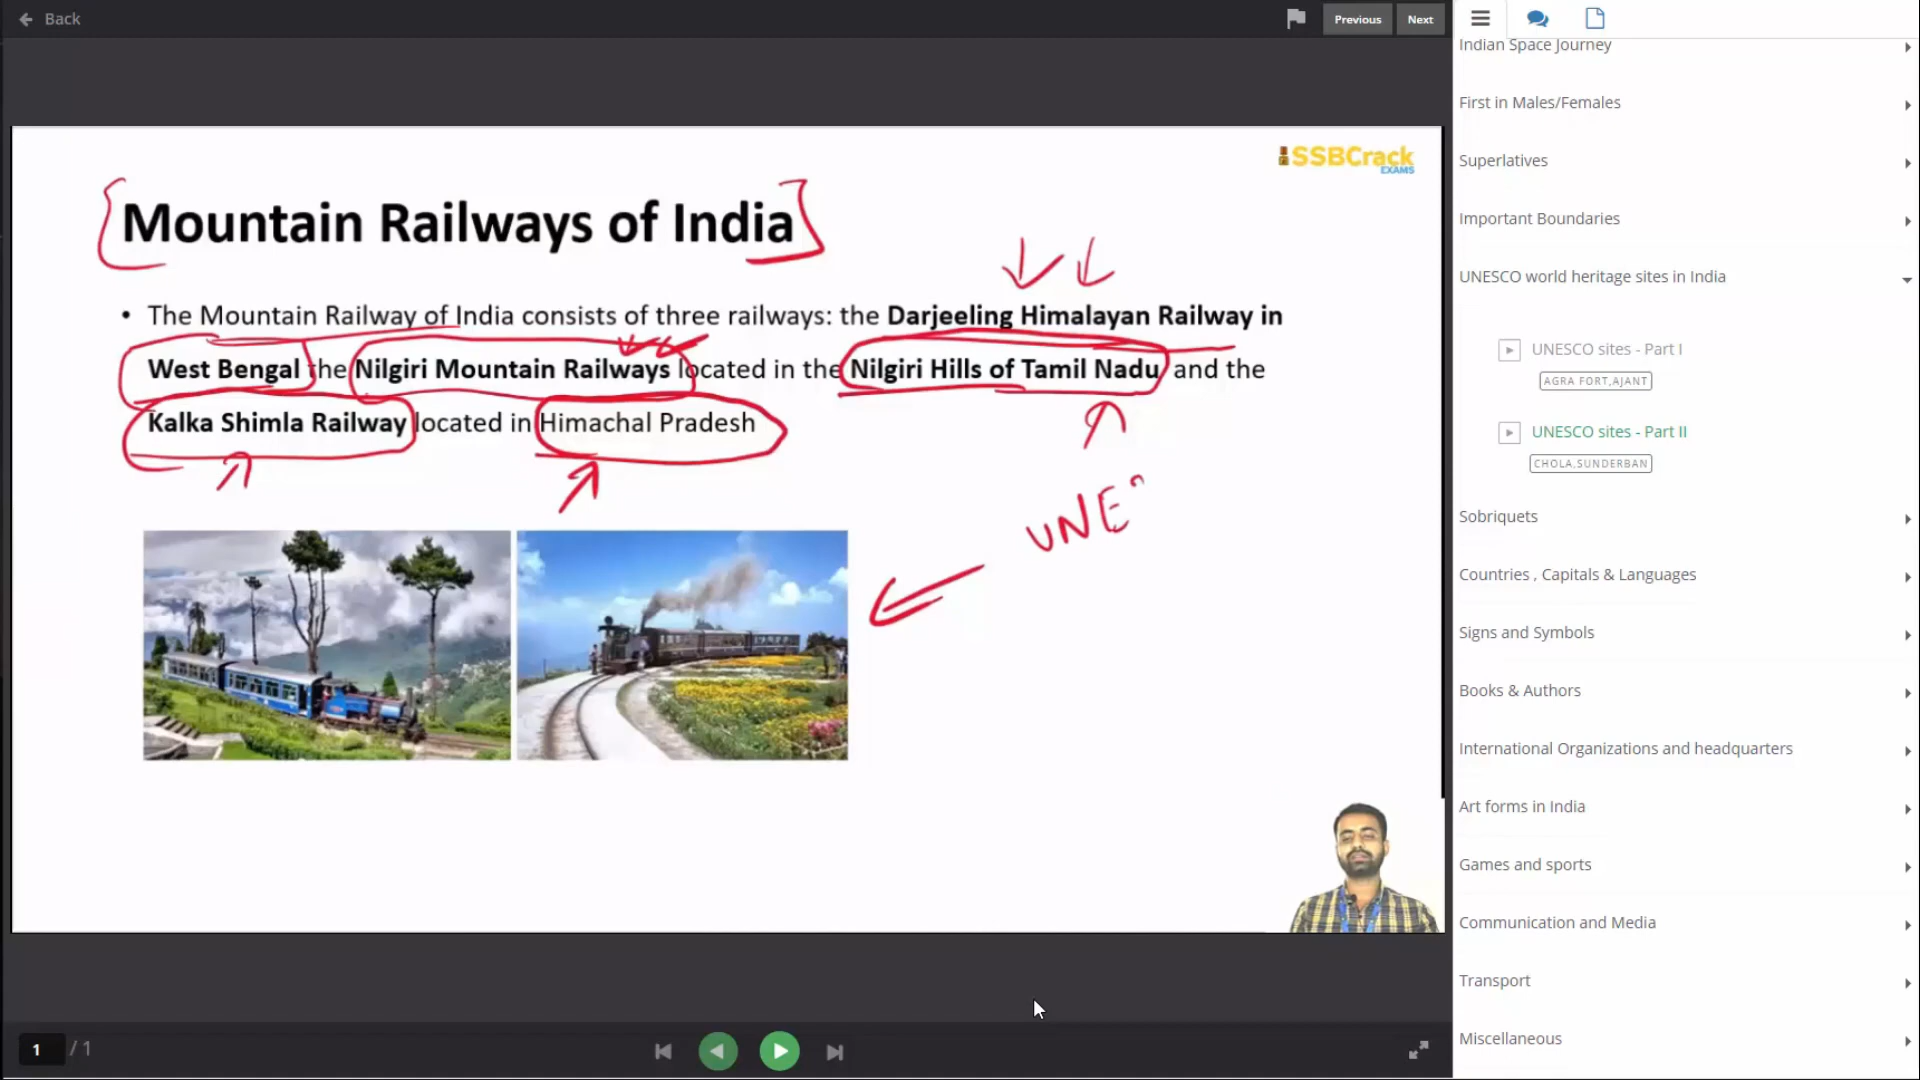 Back
Previous
Next
SSBCrack
EXAMS
Mountain Railways of India
• The Mountain Railway of India consists of three railways: the Darjeeling Himalayan Railway in
West Bengal the Nilgiri Mountain Railways located in the Nilgiri Hills of Tamil Nadu and the
Kalka Shimla Railway located in Himachal Pradesh
UNE
1 / 1
Indian Space Journey
First in Males/Females
Superlatives
Important Boundaries
UNESCO world heritage sites in India
UNESCO sites - Part I
AGRA FORT,AJANT
UNESCO sites - Part II
CHOLA,SUNDERBAN
Sobriquets
Countries , Capitals & Languages
Signs and Symbols
Books & Authors
International Organizations and headquarters
Art forms in India
Games and sports
Communication and Media
Transport
Miscellaneous